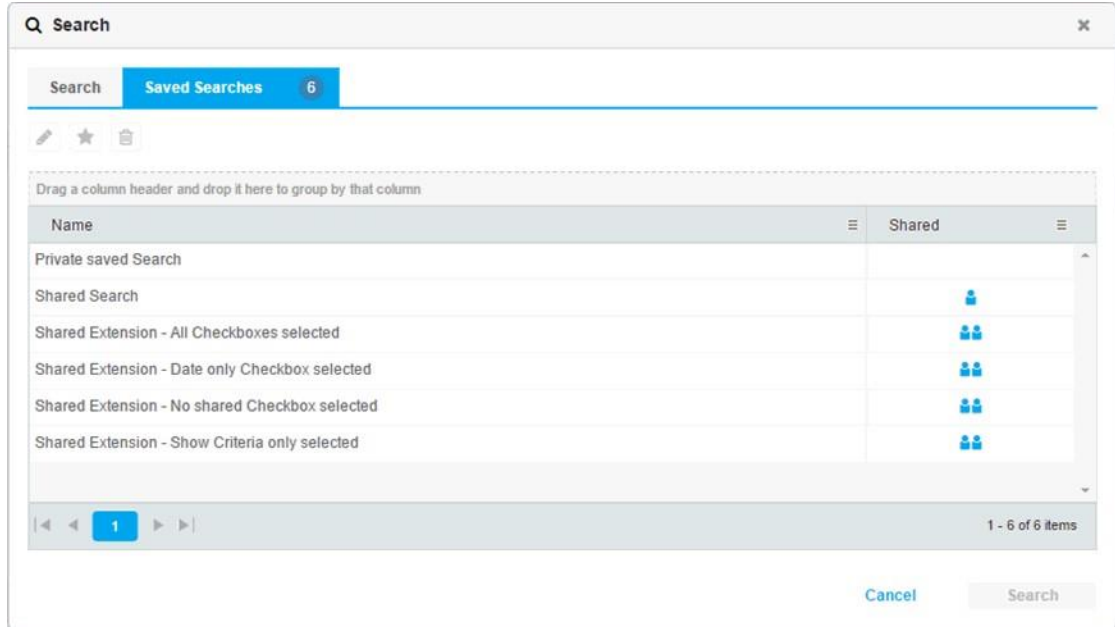 Search
Search
Saved Searches 6
Drag a column header and drop it here to group by that column
Name Shared
Private saved Search
Shared Search
Shared Extension - All Checkboxes selected
Shared Extension - Date only Checkbox selected
Shared Extension - No shared Checkbox selected
Shared Extension - Show Criteria only selected
1 1 - 6 of 6 items
Cancel Search